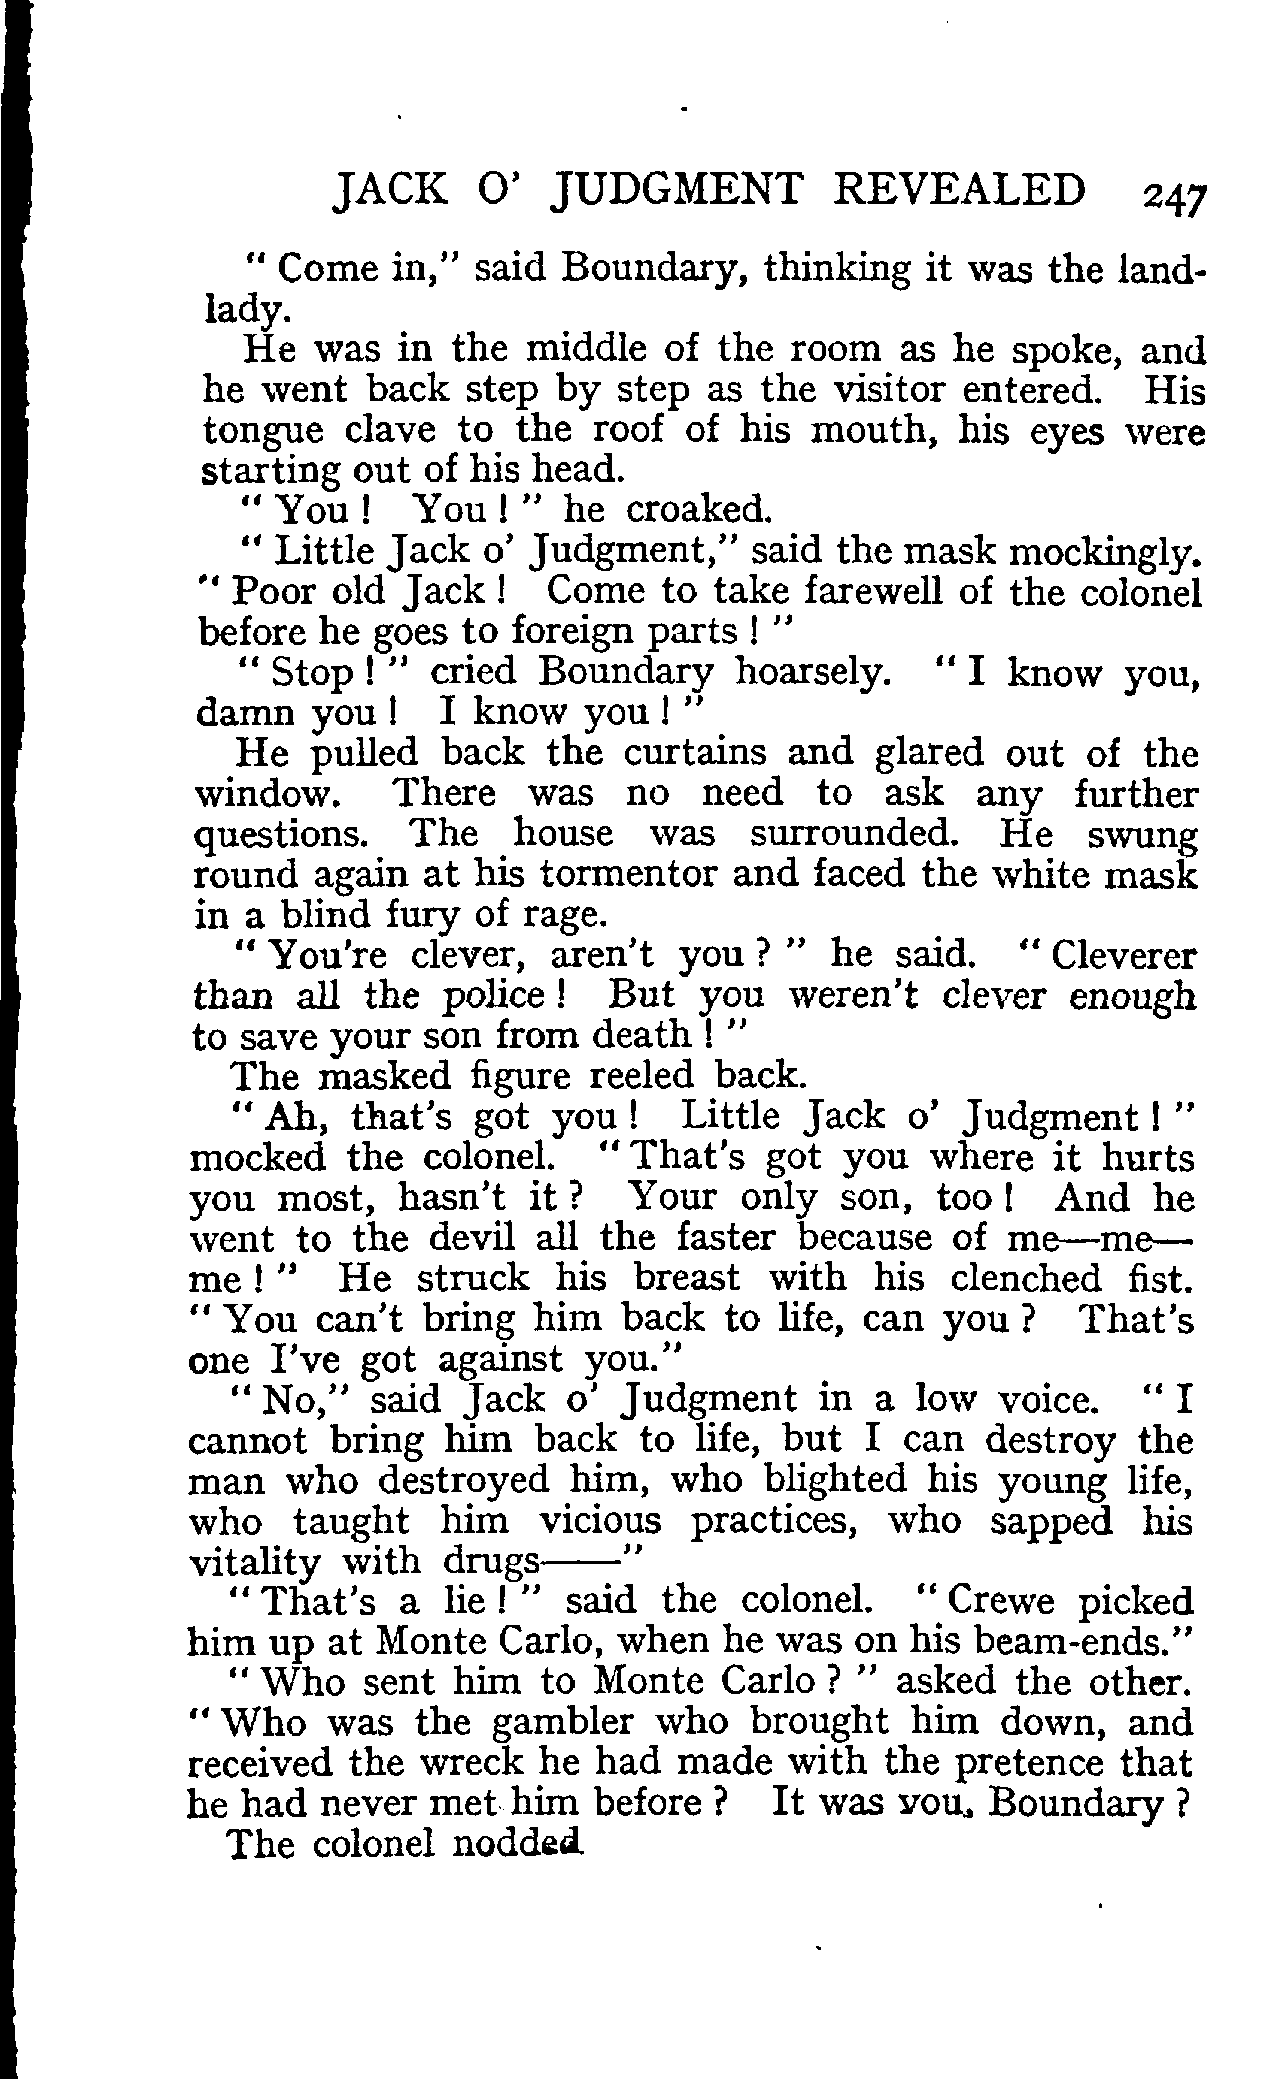 JACK O' JUDGMENT REVEALED 247
" Come in," said Boundary, thinking it was the land-
lady.
He was in the middle of the room as he spoke, and
he went back step by step as the visitor entered. His
tongue clave to the roof of his mouth, his eyes were
starting out of his head.
" You ! You ! " he croaked.
" Little Jack o' Judgment," said the mask mockingly.
" Poor old Jack ! Come to take farewell of the colonel
before he goes to foreign parts ! "
" Stop ! " cried Boundary hoarsely. " I know you,
damn you ! I know you ! "
He pulled back the curtains and glared out of the
window. There was no need to ask any further
questions. The house was surrounded. He swung
round again at his tormentor and faced the white mask
in a blind fury of rage.
" You're clever, aren't you ? " he said. " Cleverer
than all the police ! But you weren't clever enough
to save your son from death ! "
The masked figure reeled back.
" Ah, that's got you ! Little Jack o' Judgment ! "
mocked the colonel. " That's got you where it hurts
you most, hasn't it ? Your only son, too ! And he
went to the devil all the faster because of me—me—
me ! " He struck his breast with his clenched fist.
" You can't bring him back to life, can you ? That's
one I've got against you."
" No," said Jack o' Judgment in a low voice. " I
cannot bring him back to life, but I can destroy the
man who destroyed him, who blighted his young life,
who taught him vicious practices, who sapped his
vitality with drugs——"
" That's a lie ! " said the colonel. " Crewe picked
him up at Monte Carlo, when he was on his beam-ends."
" Who sent him to Monte Carlo ? " asked the other.
" Who was the gambler who brought him down, and
received the wreck he had made with the pretence that
he had never met him before ? It was you, Boundary ?
The colonel nodded.